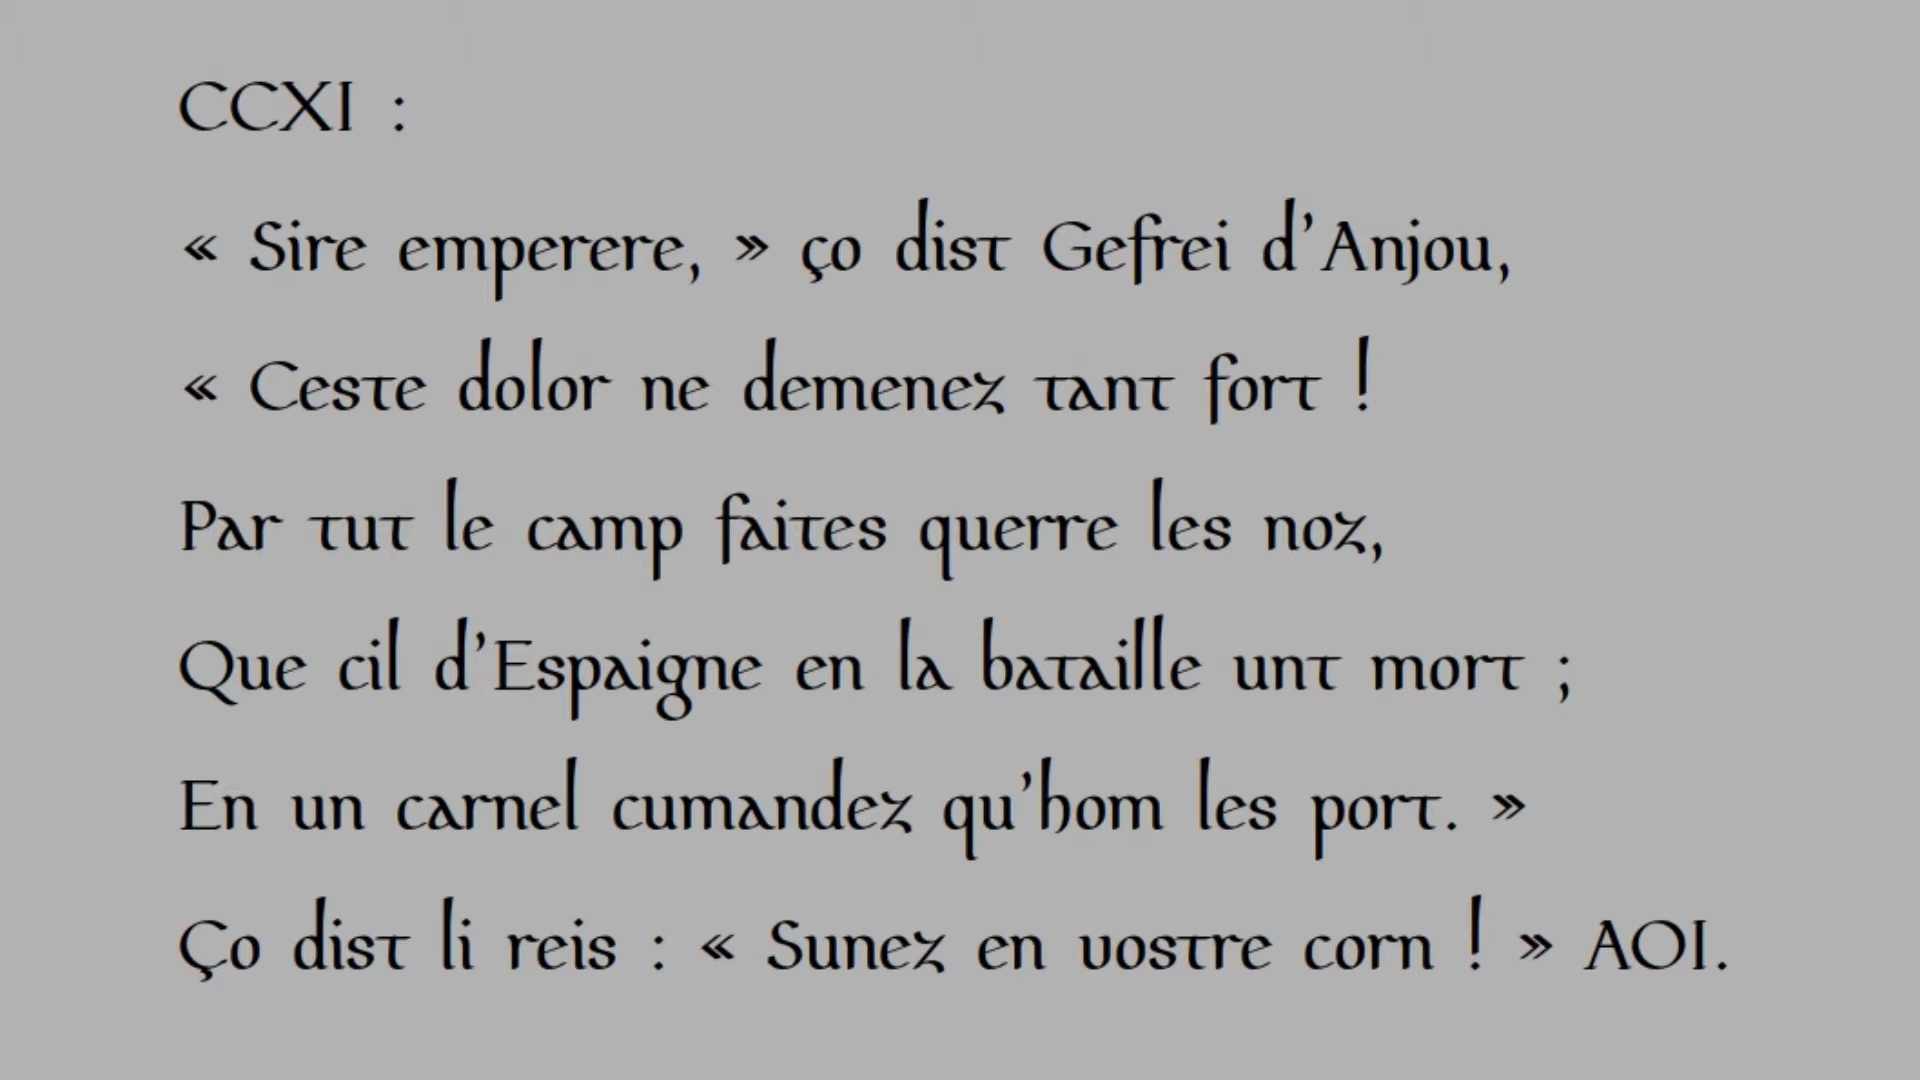 CCXI :
« Sire emperere, » ço dist Gefrei d’Anjou,
« Ceste dolor ne demenez tant fort !
Par tut le camp faites querre les noz,
Que cil d’Espaigne en la bataille unt mort ;
En un carnel cumandez qu’hom les port. »
Ço dist li reis : « Sunez en vostre corn ! » AOI.